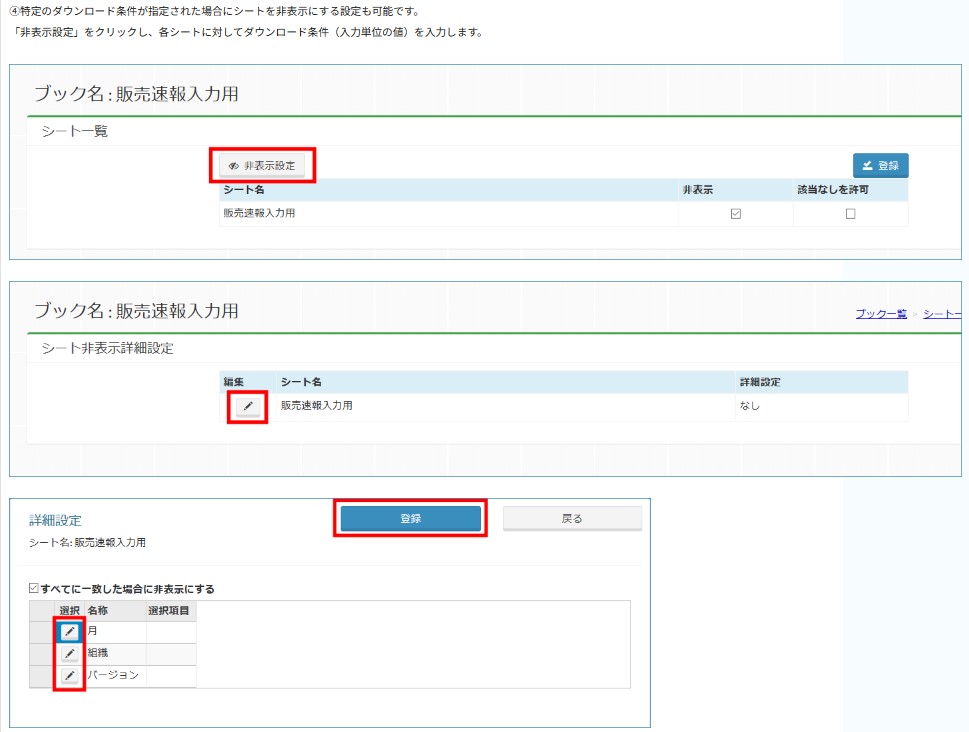 ④特定のダウンロード条件が指定された場合にシートを非表示にする設定も可能です。
「非表示設定」をクリックし、各シートに対してダウンロード条件（入力単位の値）を入力します。
ブック名 : 販売速報入力用
シート一覧
非表示設定 登録
シート名 非表示 該当なしを許可
販売速報入力用
ブック名 : 販売速報入力用
ブック一覧 > シート一
シート非表示詳細設定
編集 シート名 詳細設定
販売速報入力用 なし
詳細設定 登録 戻る
シート名: 販売速報入力用
すべてに一致した場合に非表示にする
選択 名称 選択項目
月
組織
バージョン